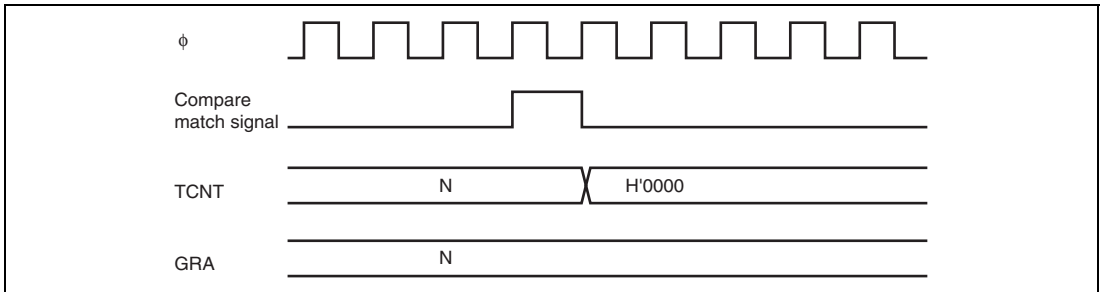 ϕ
Compare
match signal
TCNT N H'0000
GRA N